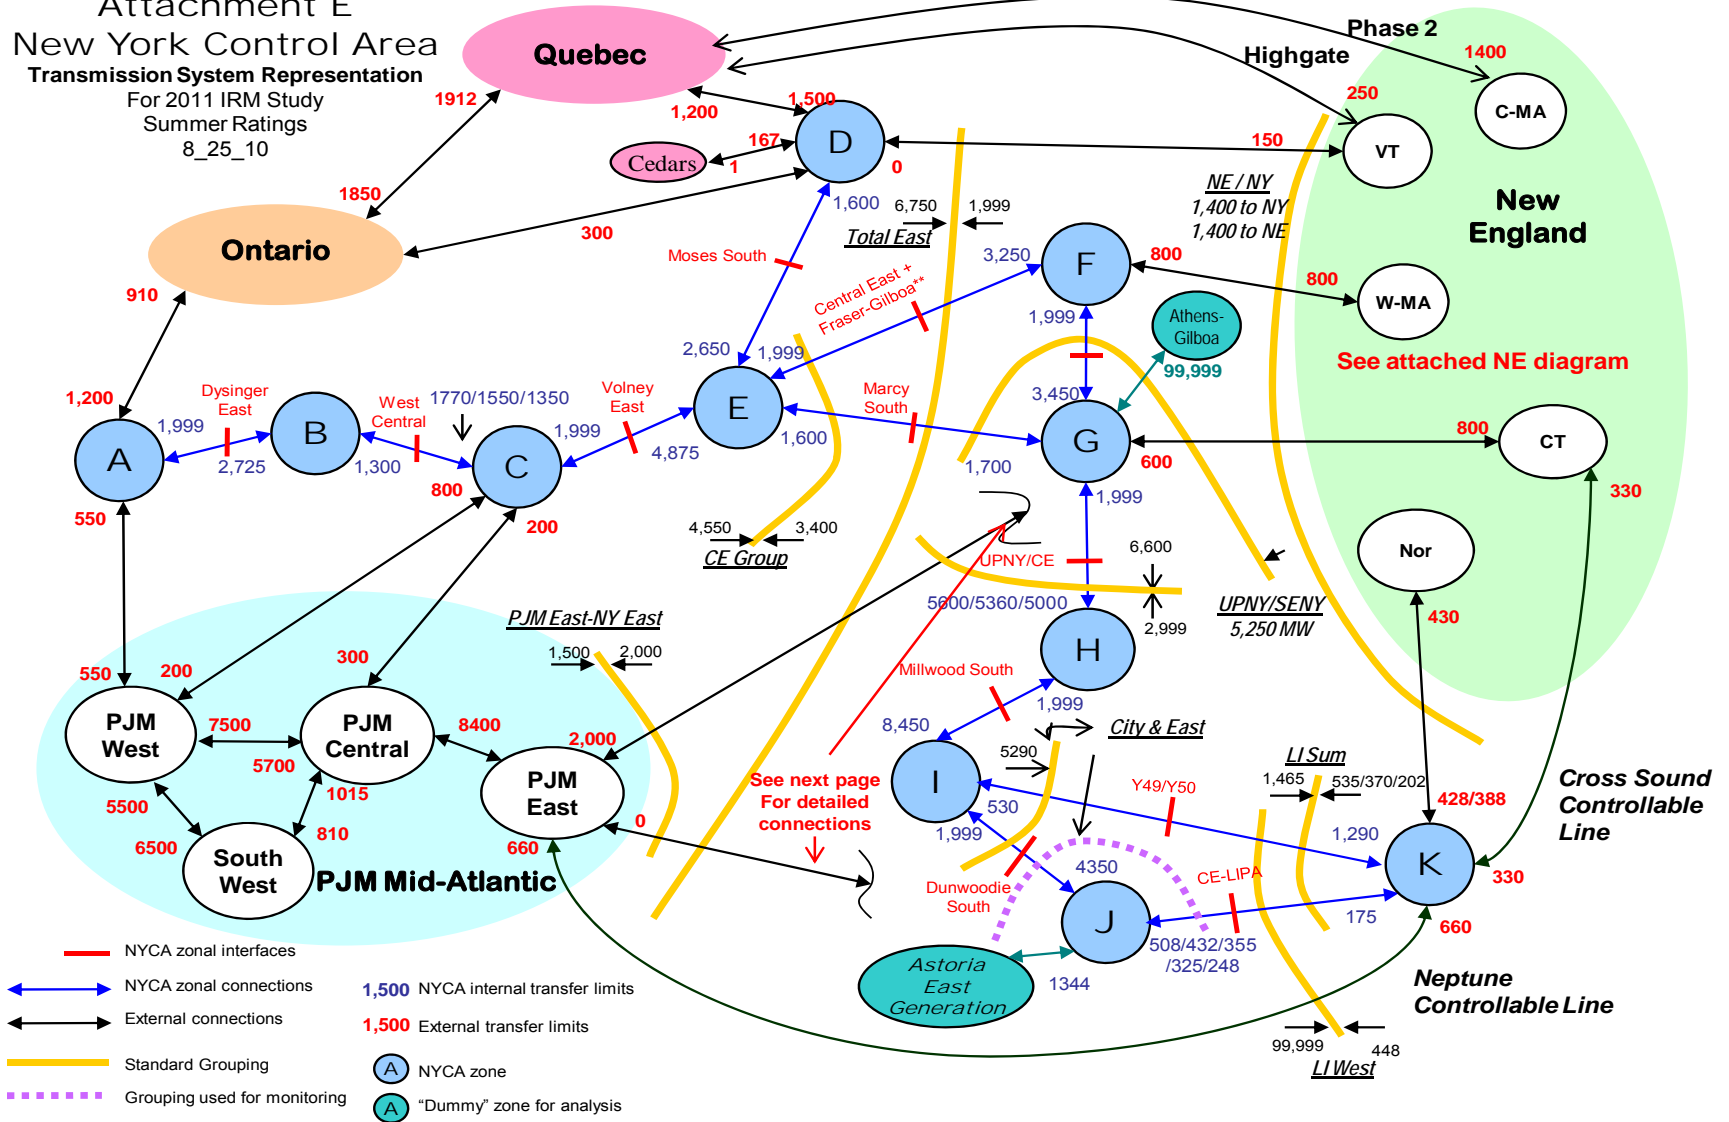 Attachment E
New York Control Area
Transmission System Representation
For 2011 IRM Study
Summer Ratings
8_25_10
Quebec
Phase 2
1400
Highgate
250
C-MA
1912
1,200
1,500
167
Cedars
1
D
0
150
VT
1850
1,600
6,750
1,999
Total East
NE / NY
1,400 to NY
1,400 to NE
New
England
Ontario
300
Moses South
3,250
F
800
800
W-MA
910
Central East +
Fraser-Gilboa**
1,999
Athens-
Gilboa
See attached NE diagram
99,999
2,650
1,999
1,200
Dysinger
East
West
Central
1770/1550/1350
Volney
East
Marcy
South
3,450
1,999
A
B
C
1,999
E
1,600
G
800
CT
2,725
1,300
4,875
1,700
600
550
800
200
1,999
330
4,550
3,400
CE Group
UPNY/CE
6,600
Nor
5600/5360/5000
2,999
UPNY/SENY
5,250 MW
430
PJM East-NY East
1,500
2,000
550
200
300
H
Millwood South
1,999
PJM
West
7500
5700
PJM
Central
8400
2,000
8,450
5290
City & East
LI Sum
1,465
535/370/202
PJM
East
See next page
For detailed
connections
I
530
1,999
Y49/Y50
1,290
428/388
Cross Sound
Controllable
Line
5500
6500
1015
810
South
West
PJM Mid-Atlantic
660
0
Dunwoodie
South
4350
CE-LIPA
K
330
175
660
J
508/432/355
/325/248
Astoria
East
Generation
1344
Neptune
Controllable Line
99,999
448
LI West
NYCA zonal interfaces
NYCA zonal connections
1,500 NYCA internal transfer limits
External connections
1,500 External transfer limits
Standard Grouping
A NYCA zone
Grouping used for monitoring
A "Dummy" zone for analysis